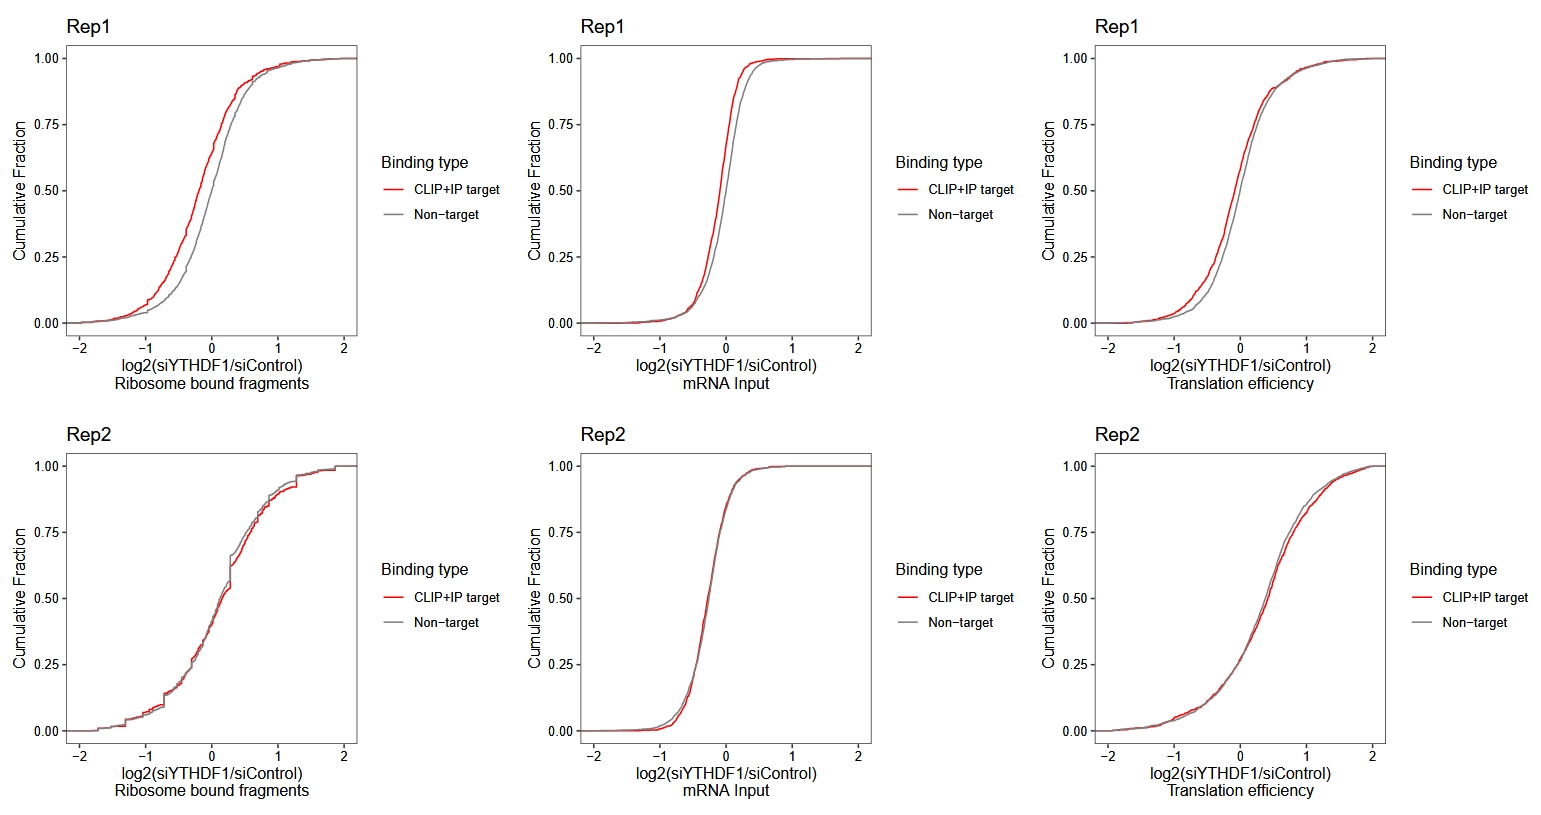 Rep1
Cumulative Fraction
1.00
0.75
0.50
0.25
0.00
−2
−1
0
1
2
log2(siYTHDF1/siControl)
Ribosome bound fragments
Binding type
CLIP+IP target
Non−target
Rep1
Cumulative Fraction
1.00
0.75
0.50
0.25
0.00
−2
−1
0
1
2
log2(siYTHDF1/siControl)
mRNA Input
Binding type
CLIP+IP target
Non−target
Rep1
Cumulative Fraction
1.00
0.75
0.50
0.25
0.00
−2
−1
0
1
2
log2(siYTHDF1/siControl)
Translation efficiency
Binding type
CLIP+IP target
Non−target
Rep2
Cumulative Fraction
1.00
0.75
0.50
0.25
0.00
−2
−1
0
1
2
log2(siYTHDF1/siControl)
Ribosome bound fragments
Binding type
CLIP+IP target
Non−target
Rep2
Cumulative Fraction
1.00
0.75
0.50
0.25
0.00
−2
−1
0
1
2
log2(siYTHDF1/siControl)
mRNA Input
Binding type
CLIP+IP target
Non−target
Rep2
Cumulative Fraction
1.00
0.75
0.50
0.25
0.00
−2
−1
0
1
2
log2(siYTHDF1/siControl)
Translation efficiency
Binding type
CLIP+IP target
Non−target